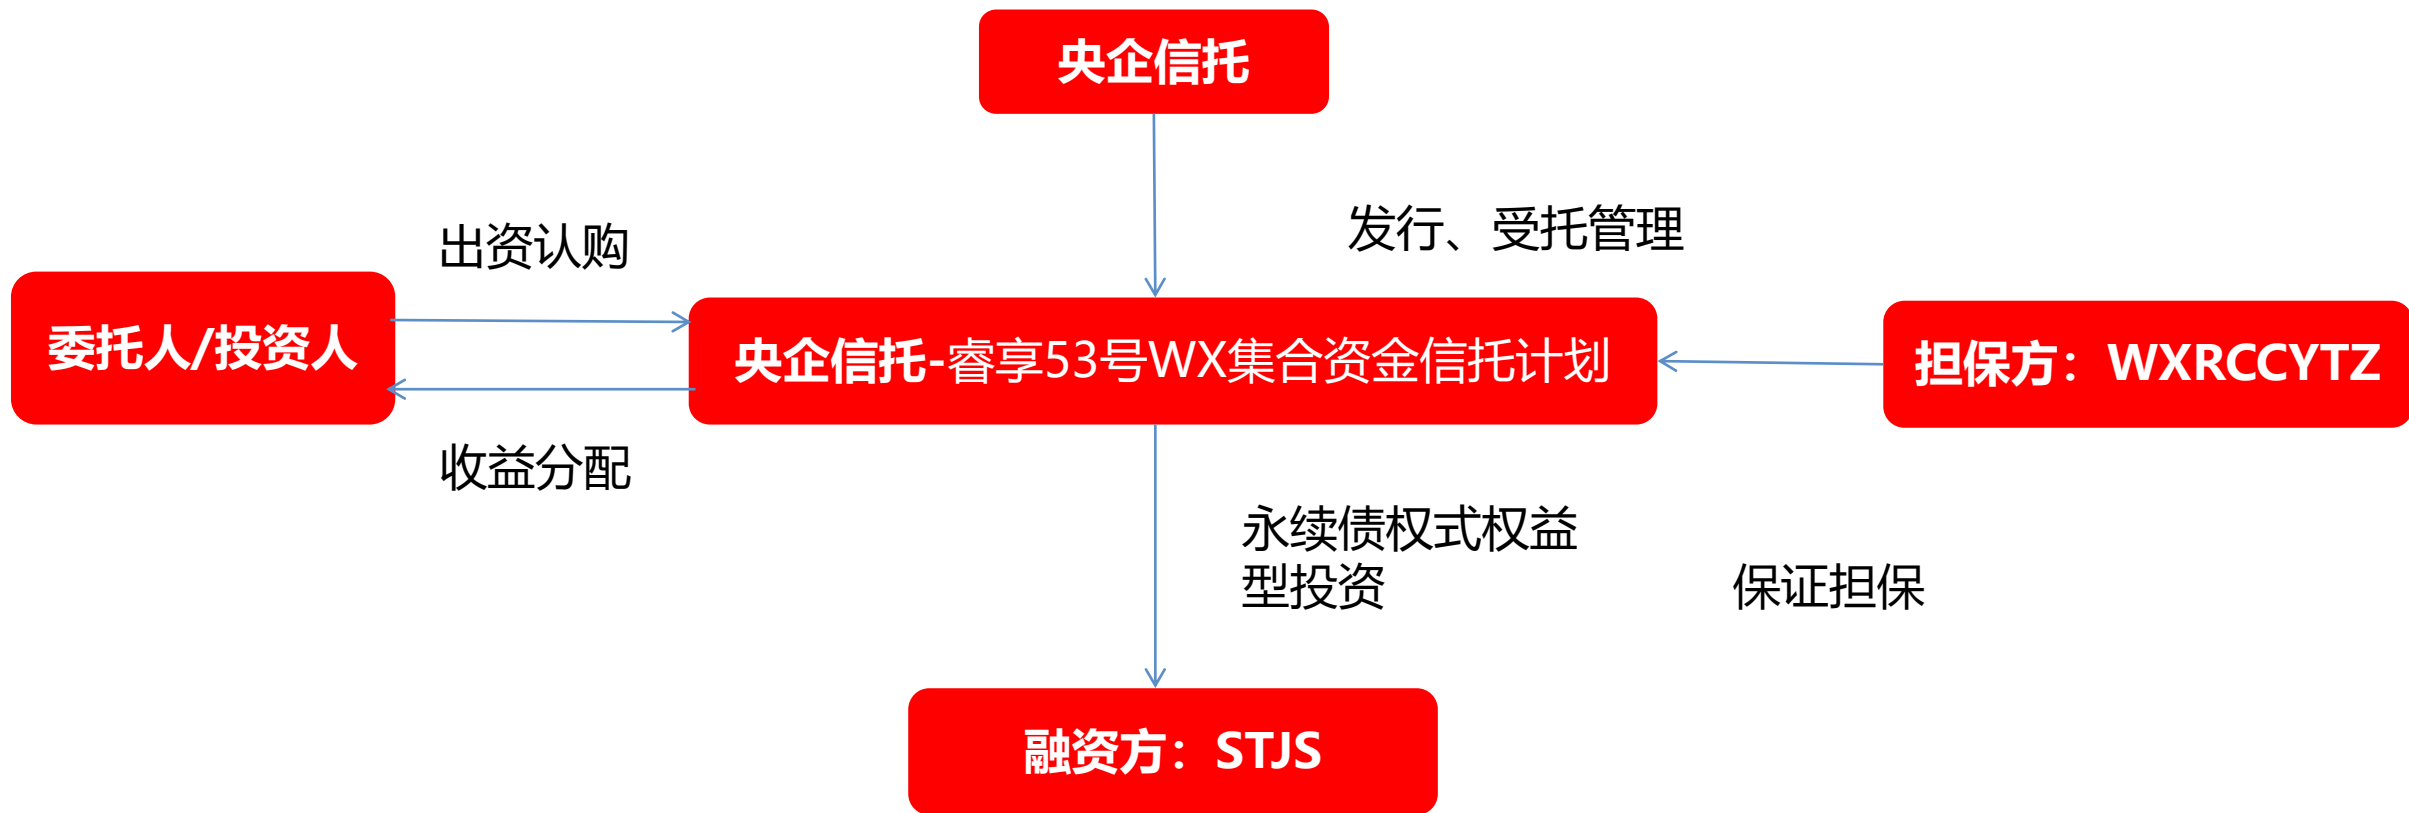 央企信托
发行、受托管理
出资认购
委托人/投资人
央企信托-睿享53号WX集合资金信托计划
担保方：WXRCCYTZ
收益分配
永续债权式权益
型投资
保证担保
融资方：STJS